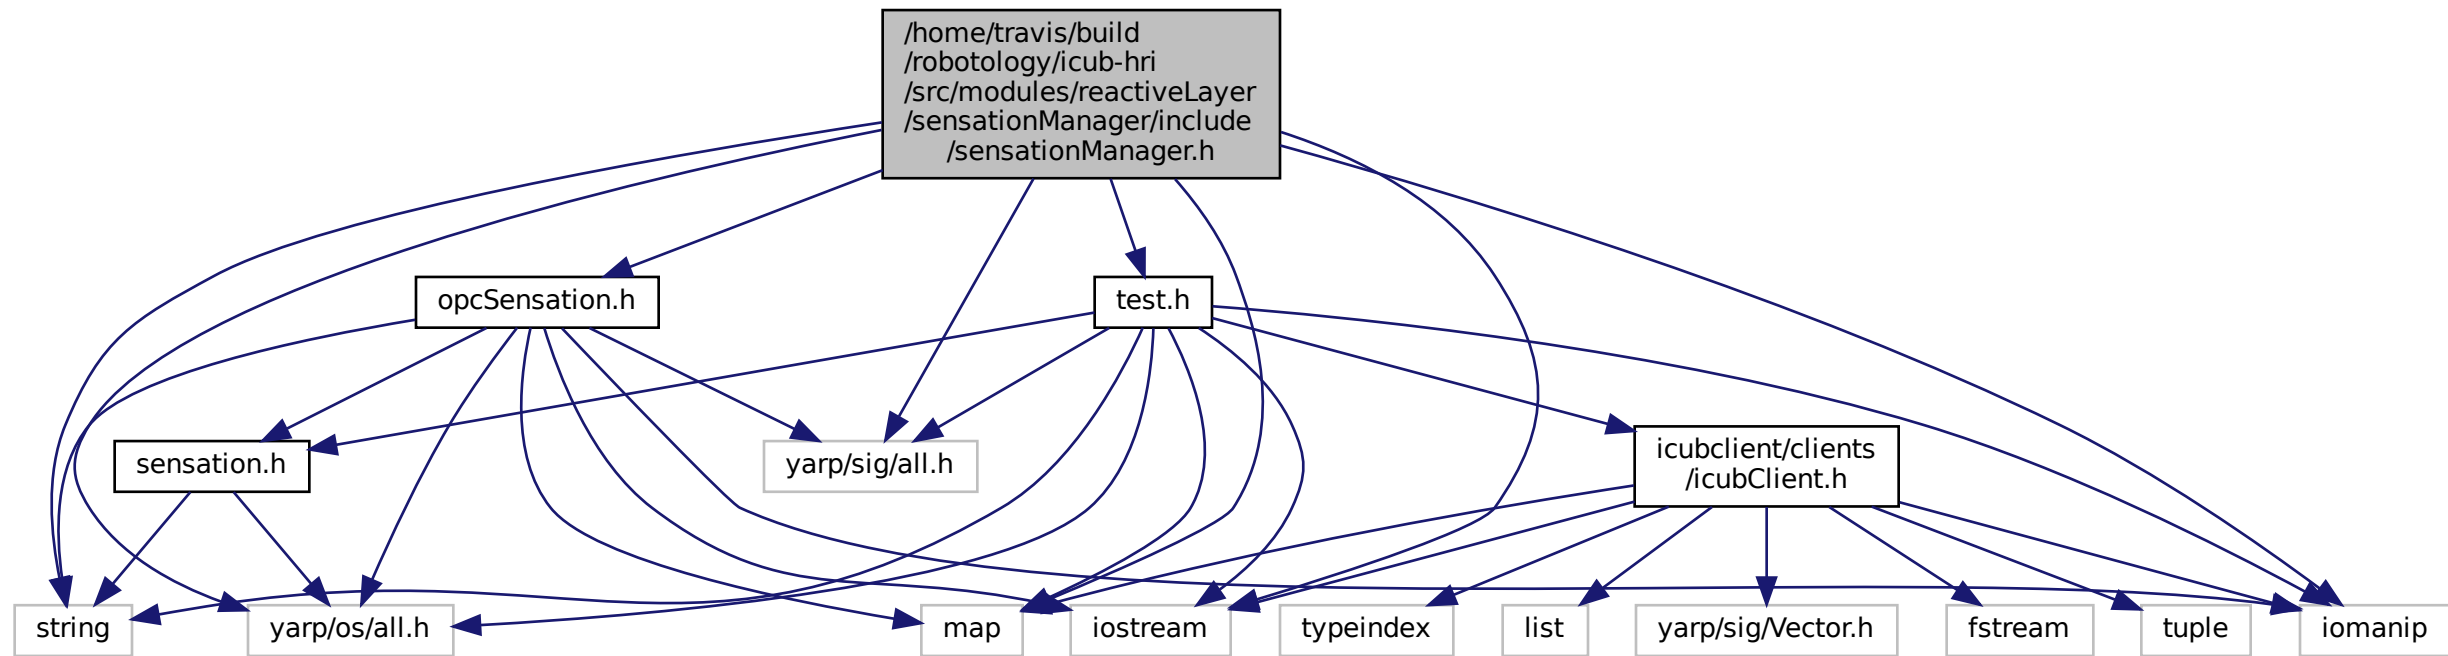 /home/travis/build
/robotology/icub-hri
/src/modules/reactiveLayer
/sensationManager/include
/sensationManager.h
opcSensation.h
test.h
sensation.h
yarp/sig/all.h
icubclient/clients
/icubClient.h
string
yarp/os/all.h
map
iostream
typeindex
list
yarp/sig/Vector.h
fstream
tuple
iomanip